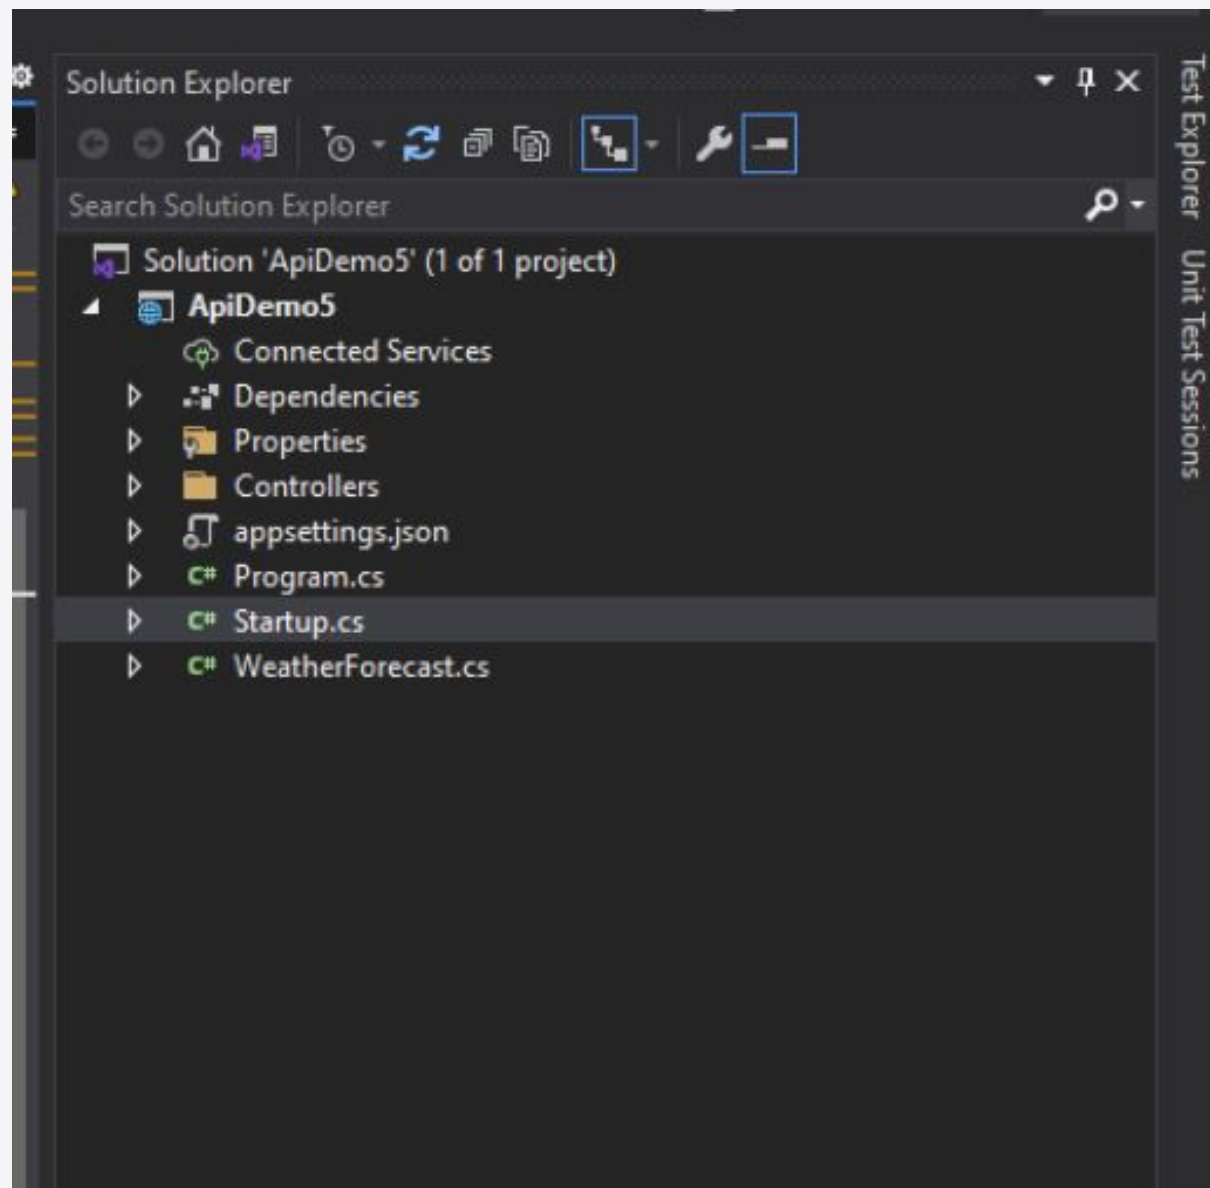 Solution Explorer
Search Solution Explorer
Solution 'ApiDemo5' (1 of 1 project)
ApiDemo5
Connected Services
Dependencies
Properties
Controllers
appsettings.json
C# Program.cs
C# Startup.cs
C# WeatherForecast.cs
Test Explorer
Unit Test Sessions